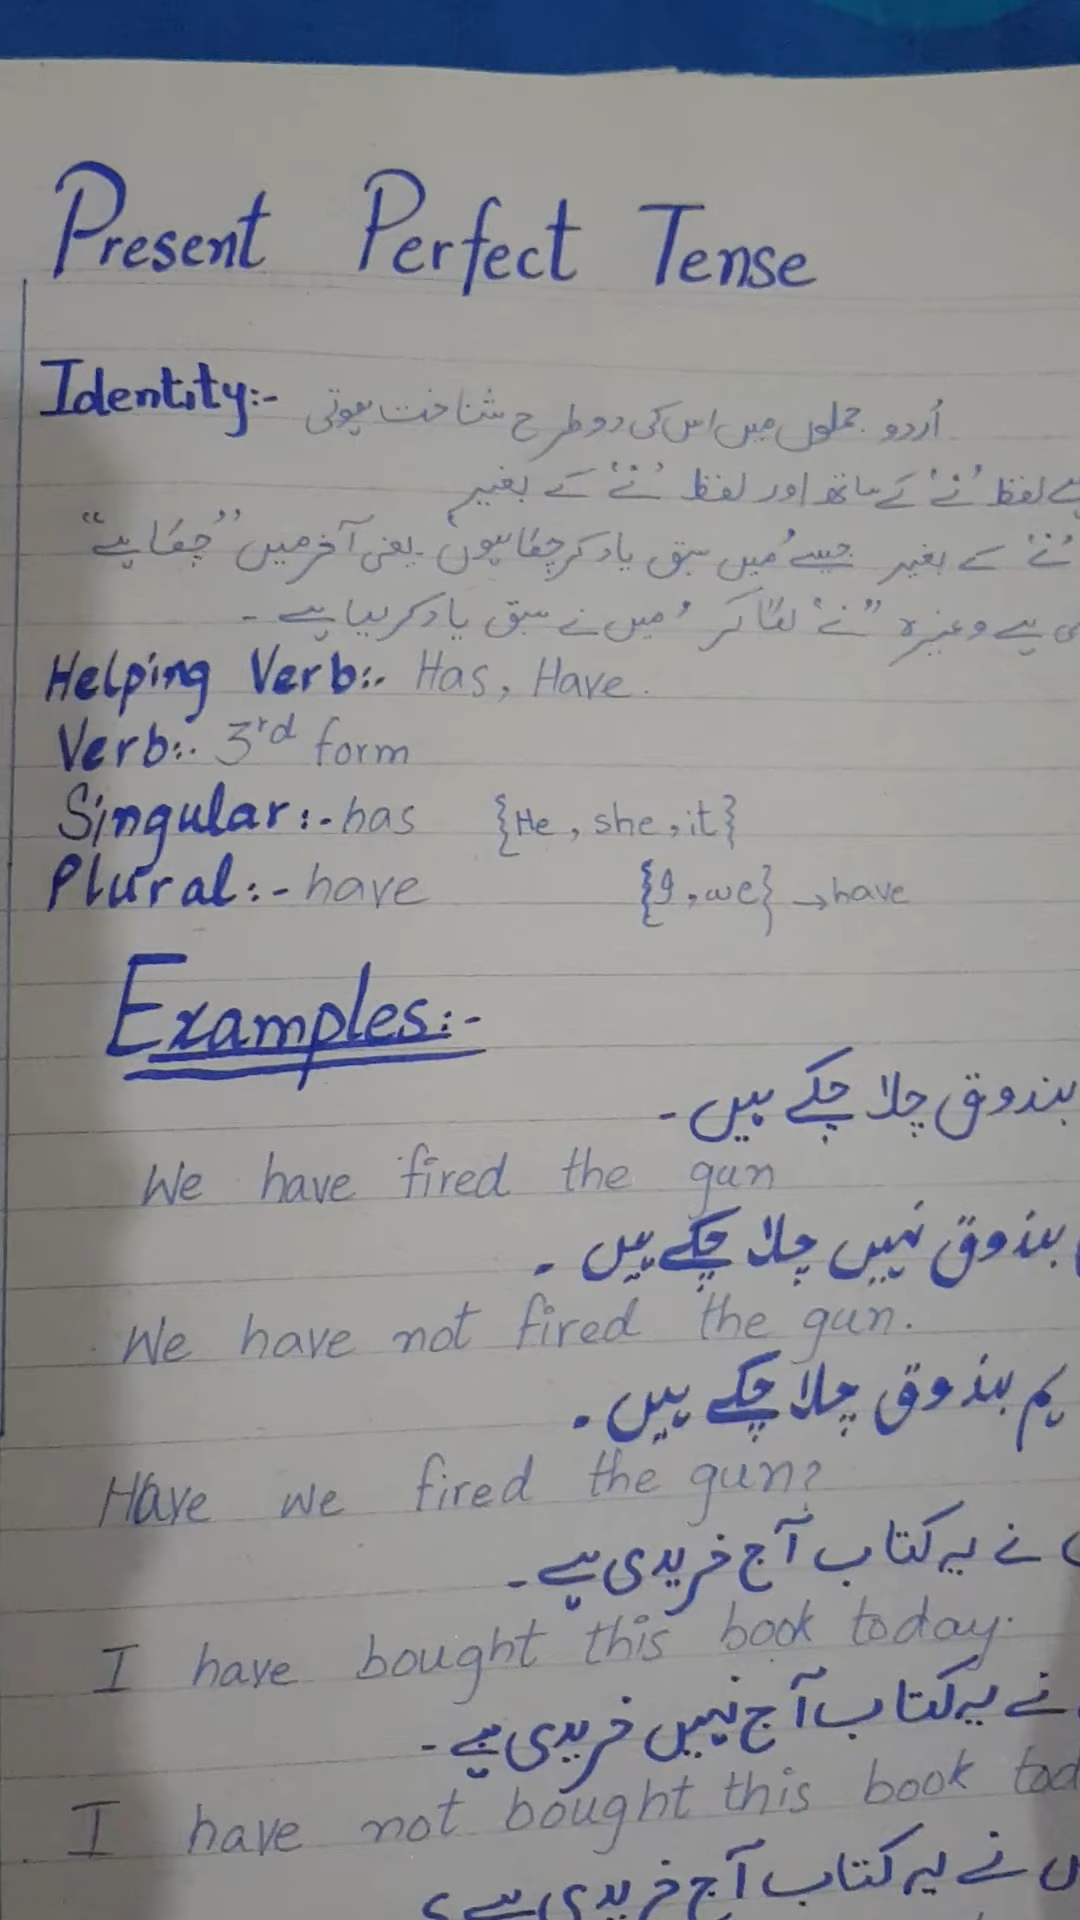 Present Perfect Tense
Identity:- اُردو جملوں میں اس کی دو طرح شناخت ہوتی
ہے لفظ "نے" کے ساتھ اور لفظ "نے" کے بغیر
"نے" کے بغیر جیسے "میں سبق یاد کر چکا ہوں" یعنی آخر میں "چکا ہے"
ہے وغیرہ "نے" لگا کر "میں نے سبق یاد کر لیا ہے -
Helping Verb:- Has, Have.
Verb:- 3rd form
Singular:- has {He, she, it}
Plural:- have {I, we} → have
Examples:-
بندوق چلا چکے ہیں -
We have fired the gun
بندوق نہیں چلا چکے ہیں -
We have not fired the gun.
ہم بندوق چلا چکے ہیں -
Have we fired the gun?
نے یہ کتاب آج خریدی ہے -
I have bought this book today.
نے یہ کتاب آج نہیں خریدی ہے -
I have not bought this book tod
نے یہ کتاب آج خریدی ہے؟